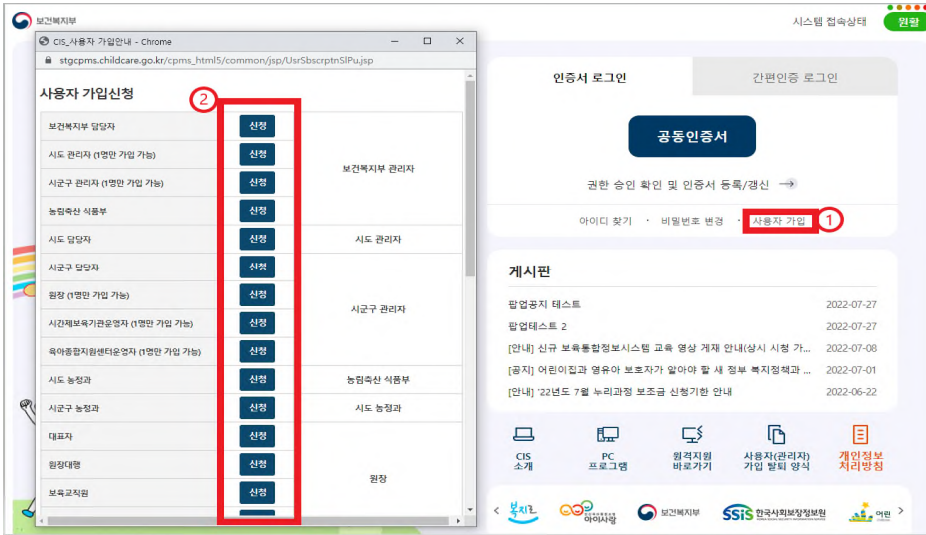 보건복지부
시스템 접속상태
원활
CIS_사용자 가입안내 - Chrome
stgcpms.childcare.go.kr/cpms_html5/common/jsp/UsrSbscrptnSlPu.jsp
사용자 가입신청
②
보건복지부 담당자 신청
시도 관리자 (1명만 가입 가능) 신청
보건복지부 관리자
시군구 관리자 (1명만 가입 가능) 신청
농림축산 식품부 신청
시도 담당자 신청 시도 관리자
시군구 담당자 신청
원장 (1명만 가입 가능) 신청
시군구 관리자
시간제보육기관운영자 (1명만 가입 가능) 신청
육아종합지원센터운영자 (1명만 가입 가능) 신청
시도 농정과 신청 농림축산 식품부
시군구 농정과 신청 시도 농정과
대표자 신청
원장대행 신청
원장
보육교직원 신청
인증서 로그인
간편인증 로그인
공동인증서
권한 승인 확인 및 인증서 등록/갱신
아이디 찾기 · 비밀번호 변경 · 사용자 가입 ①
게시판
팝업공지 테스트 2022-07-27
팝업테스트 2 2022-07-27
[안내] 신규 보육통합정보시스템 교육 영상 게재 안내(상시 시청 가... 2022-07-08
[공지] 어린이집과 영유아 보호자가 알아야 할 새 정부 복지정책과 ... 2022-07-01
[안내] '22년도 7월 누리과정 보조금 신청기한 안내 2022-06-22
CIS
소개
PC
프로그램
원격지원
바로가기
사용자(관리자)
가입 탈퇴 양식
개인정보
처리방침
복지로
아이사랑
보건복지부
SSiS 한국사회보장정보원
어린